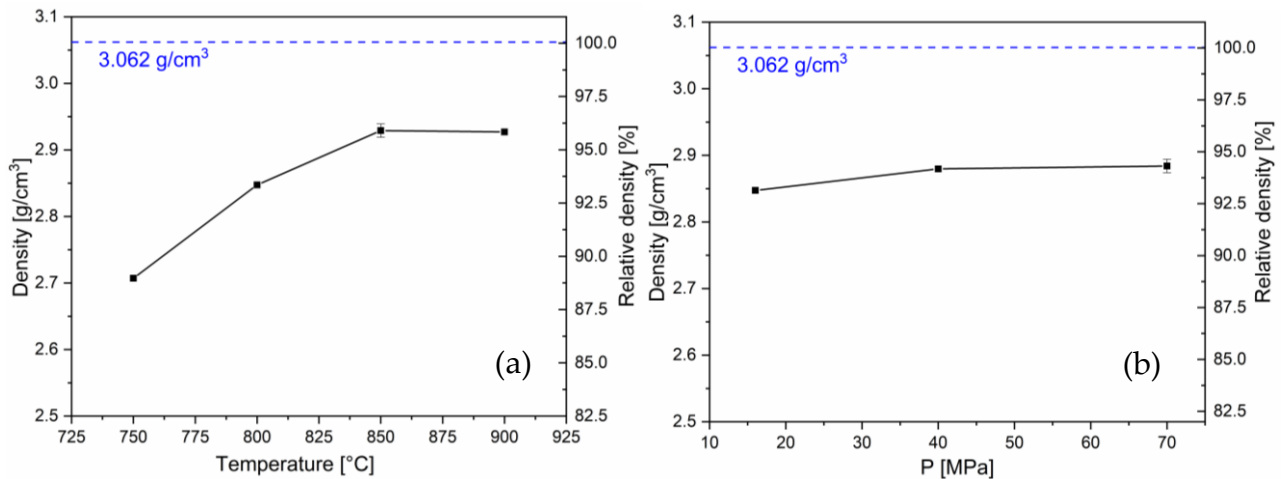 3.1
3.0
2.9
2.8
2.7
2.6
2.5
Density [g/cm³]
3.062 g/cm³
100.0
97.5
95.0
92.5
90.0
87.5
85.0
82.5
Relative density [%]
(a)
725 750 775 800 825 850 875 900 925
Temperature [°C]
3.1
3.0
2.9
2.8
2.7
2.6
2.5
Density [g/cm³]
3.062 g/cm³
100.0
97.5
95.0
92.5
90.0
87.5
85.0
82.5
Relative density [%]
(b)
10 20 30 40 50 60 70
P [MPa]